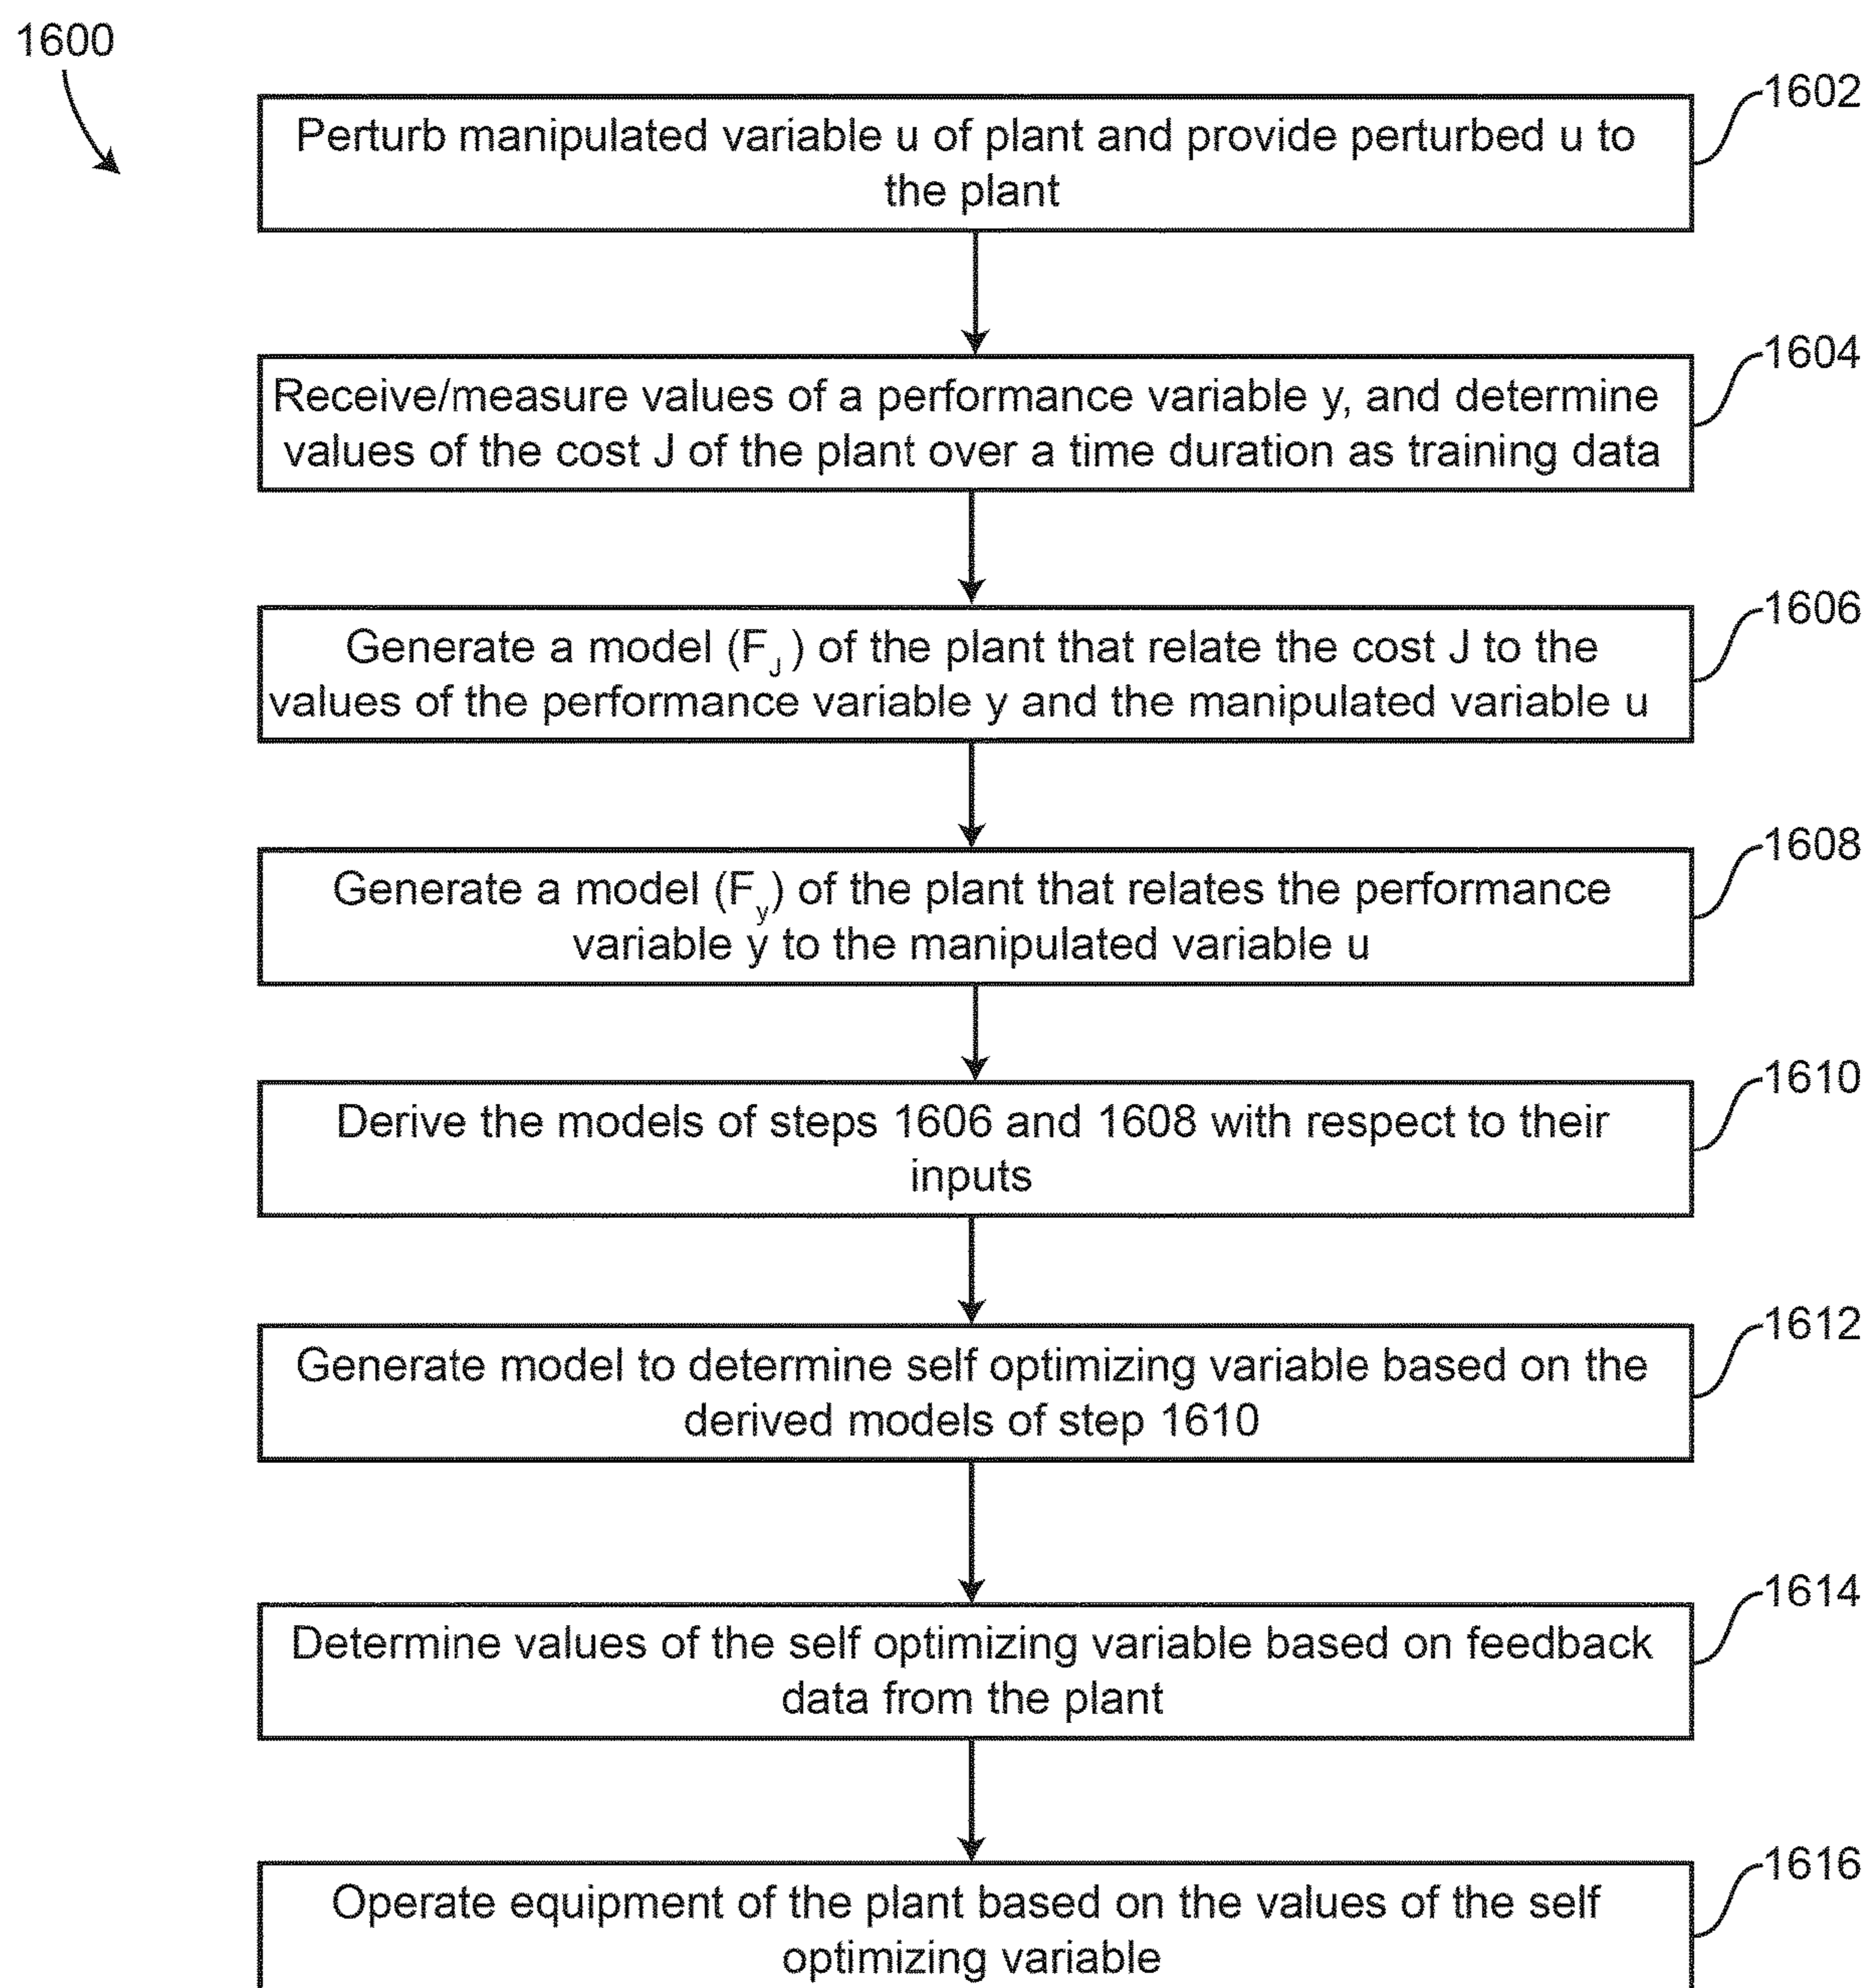 1600
1602
Perturb manipulated variable u of plant and provide perturbed u to
the plant
1604
Receive/measure values of a performance variable y, and determine
values of the cost J of the plant over a time duration as training data
1606
Generate a model (F_J) of the plant that relate the cost J to the
values of the performance variable y and the manipulated variable u
1608
Generate a model (F_y) of the plant that relates the performance
variable y to the manipulated variable u
1610
Derive the models of steps 1606 and 1608 with respect to their
inputs
1612
Generate model to determine self optimizing variable based on the
derived models of step 1610
1614
Determine values of the self optimizing variable based on feedback
data from the plant
1616
Operate equipment of the plant based on the values of the self
optimizing variable